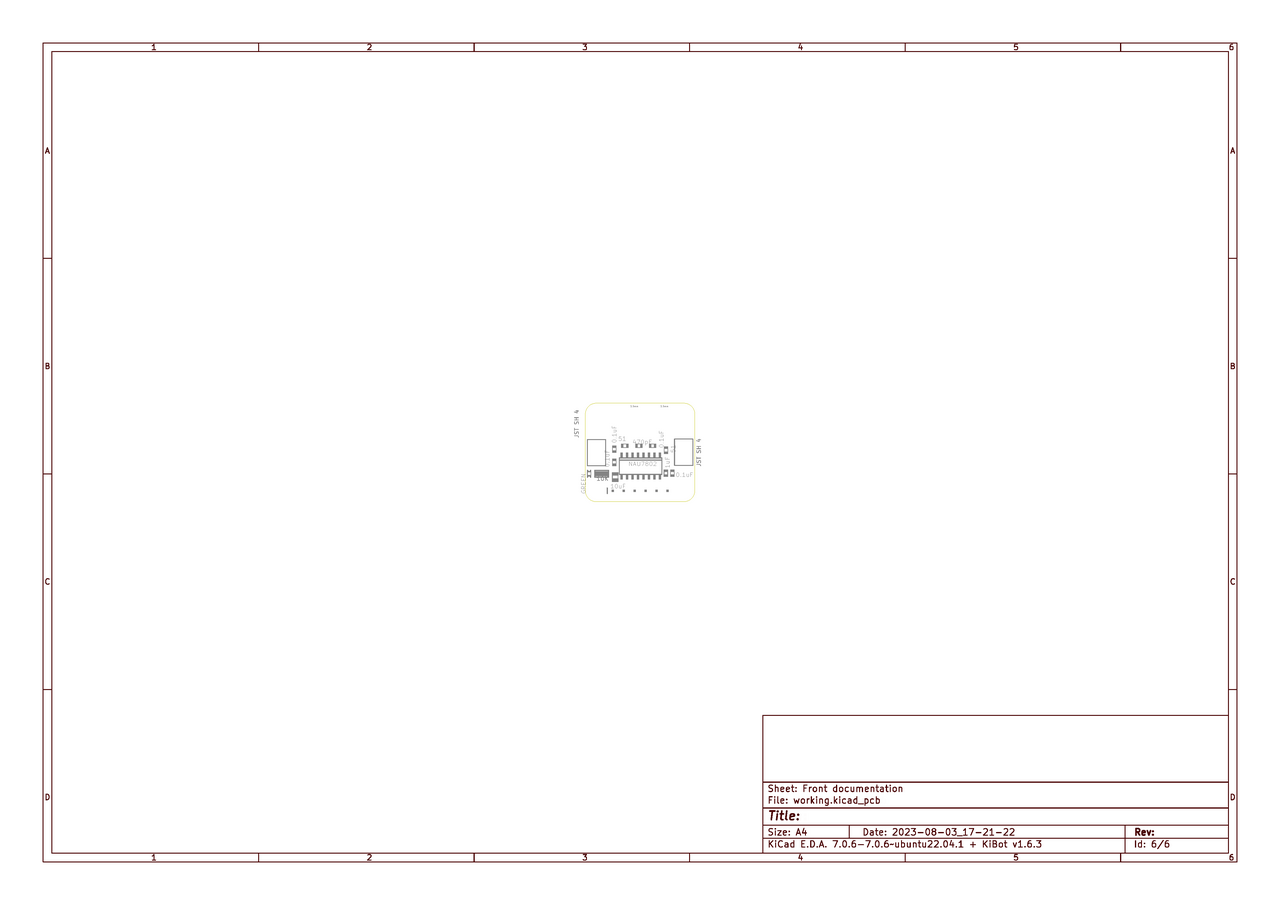 1 2 3 4 5 6
A A
JST SH 4
0.1uF
0.1uF
JST SH 4
NAU7802
0.1uF
10K
GREEN
10uF
B B
C C
Sheet: Front documentation
File: working.kicad_pcb
D D
Title:
Size: A4 Date: 2023-08-03_17-21-22 Rev:
KiCad E.D.A. 7.0.6-7.0.6~ubuntu22.04.1 + KiBot v1.6.3 Id: 6/6
1 2 3 4 5 6